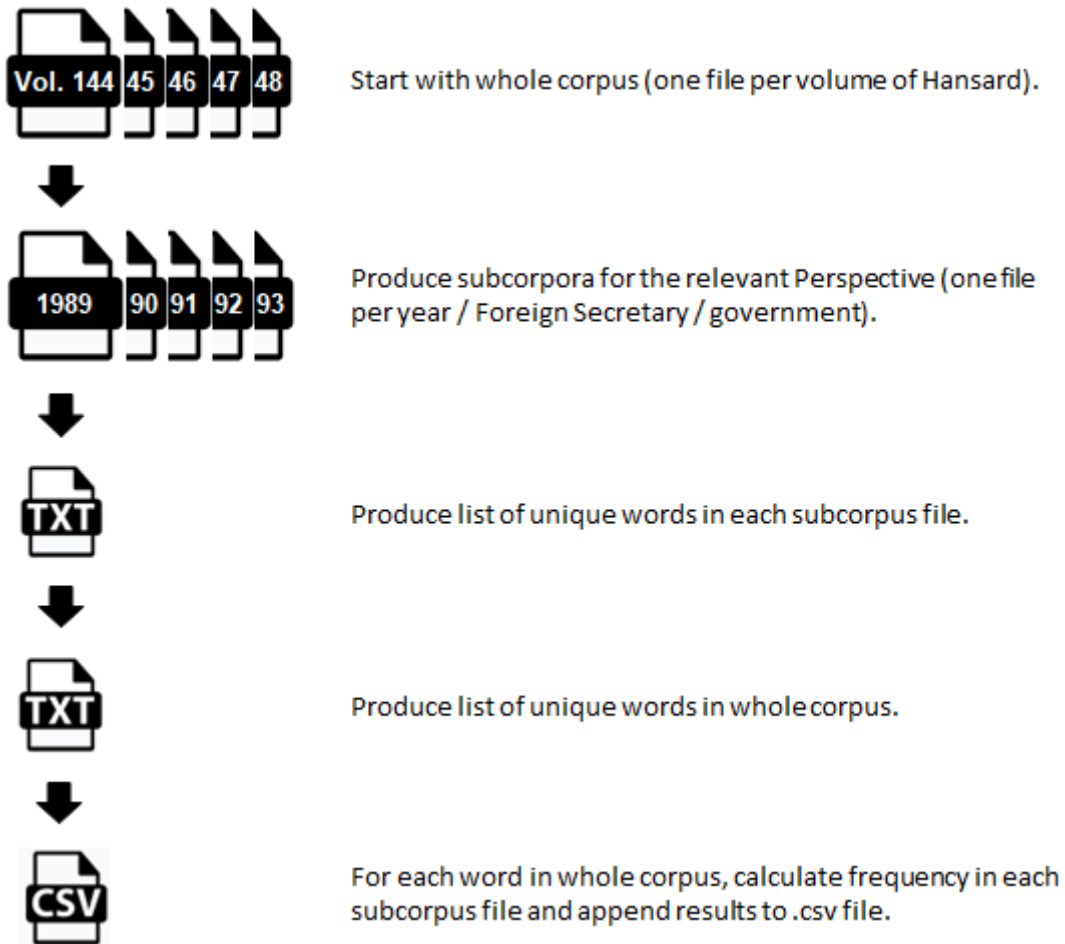 Vol. 144 45 46 47 48
Start with whole corpus (one file per volume of Hansard).
1989 90 91 92 93
Produce subcorpora for the relevant Perspective (one file
per year / Foreign Secretary / government).
TXT
Produce list of unique words in each subcorpus file.
TXT
Produce list of unique words in whole corpus.
CSV
For each word in whole corpus, calculate frequency in each
subcorpus file and append results to .csv file.